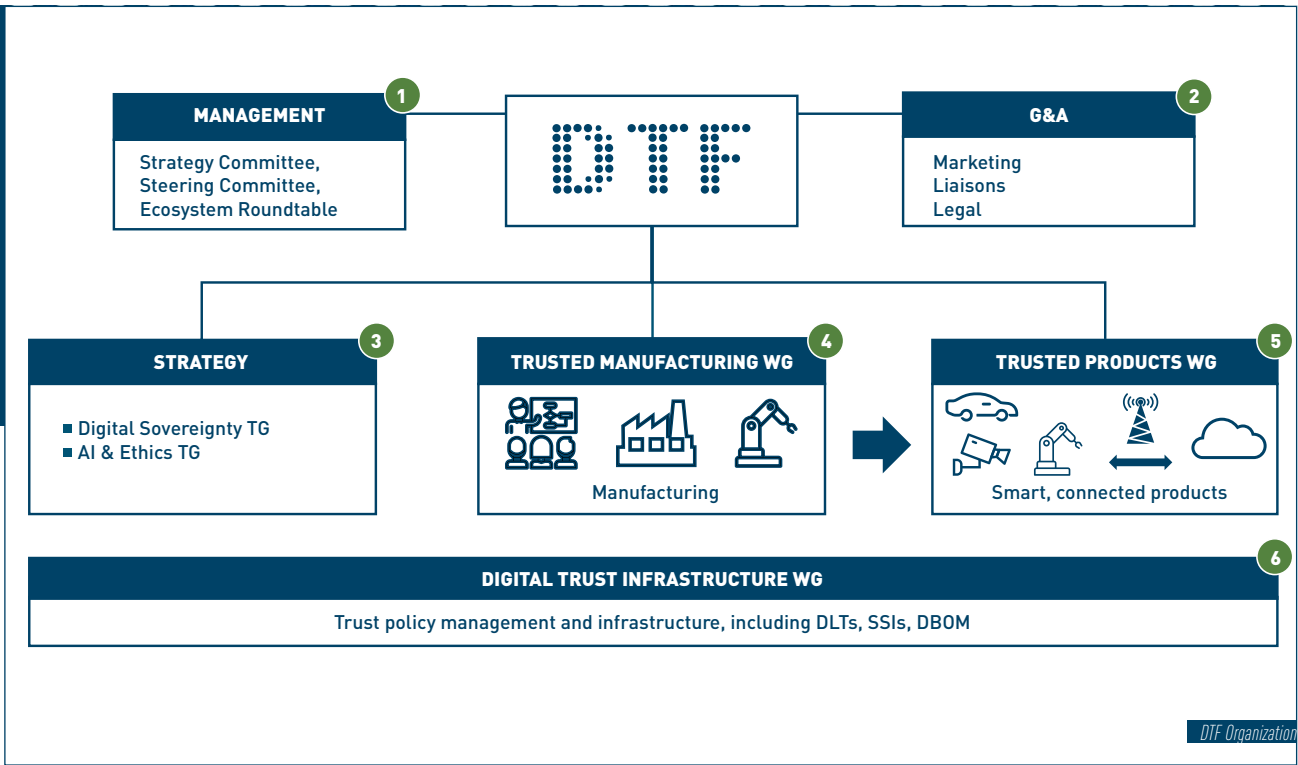 1
MANAGEMENT
Strategy Committee,
Steering Committee,
Ecosystem Roundtable
DTF
2
G&A
Marketing
Liaisons
Legal
3
STRATEGY
Digital Sovereignty TG
AI & Ethics TG
4
TRUSTED MANUFACTURING WG
Manufacturing
5
TRUSTED PRODUCTS WG
Smart, connected products
6
DIGITAL TRUST INFRASTRUCTURE WG
Trust policy management and infrastructure, including DLTs, SSIs, DBOM
DTF Organization